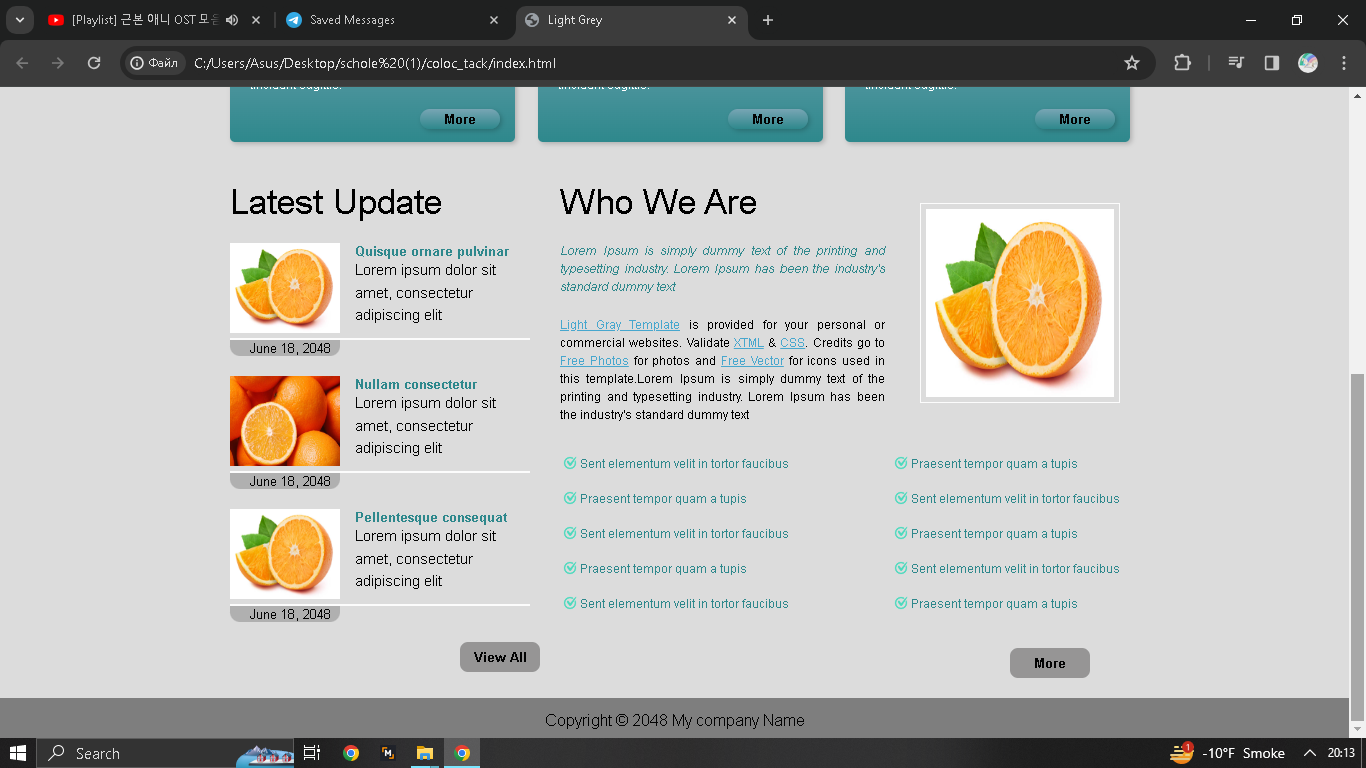 [Playlist] 근본 애니 OST 모음
Saved Messages
Light Grey
Файл
C:/Users/Asus/Desktop/schole%20(1)/coloc_tack/index.html
More
More
More
Latest Update
Quisque ornare pulvinar
Lorem ipsum dolor sit
amet, consectetur
adipiscing elit
June 18, 2048
Nullam consectetur
Lorem ipsum dolor sit
amet, consectetur
adipiscing elit
June 18, 2048
Pellentesque consequat
Lorem ipsum dolor sit
amet, consectetur
adipiscing elit
June 18, 2048
View All
Who We Are
Lorem Ipsum is simply dummy text of the printing and
typesetting industry. Lorem Ipsum has been the industry's
standard dummy text
Light Gray Template is provided for your personal or
commercial websites. Validate XTML & CSS. Credits go to
Free Photos for photos and Free Vector for icons used in
this template.Lorem Ipsum is simply dummy text of the
printing and typesetting industry. Lorem Ipsum has been
the industry's standard dummy text
Sent elementum velit in tortor faucibus
Praesent tempor quam a tupis
Sent elementum velit in tortor faucibus
Praesent tempor quam a tupis
Sent elementum velit in tortor faucibus
Praesent tempor quam a tupis
Sent elementum velit in tortor faucibus
Praesent tempor quam a tupis
Sent elementum velit in tortor faucibus
Praesent tempor quam a tupis
More
Copyright © 2048 My company Name
Search
1
-10°F Smoke
20:13